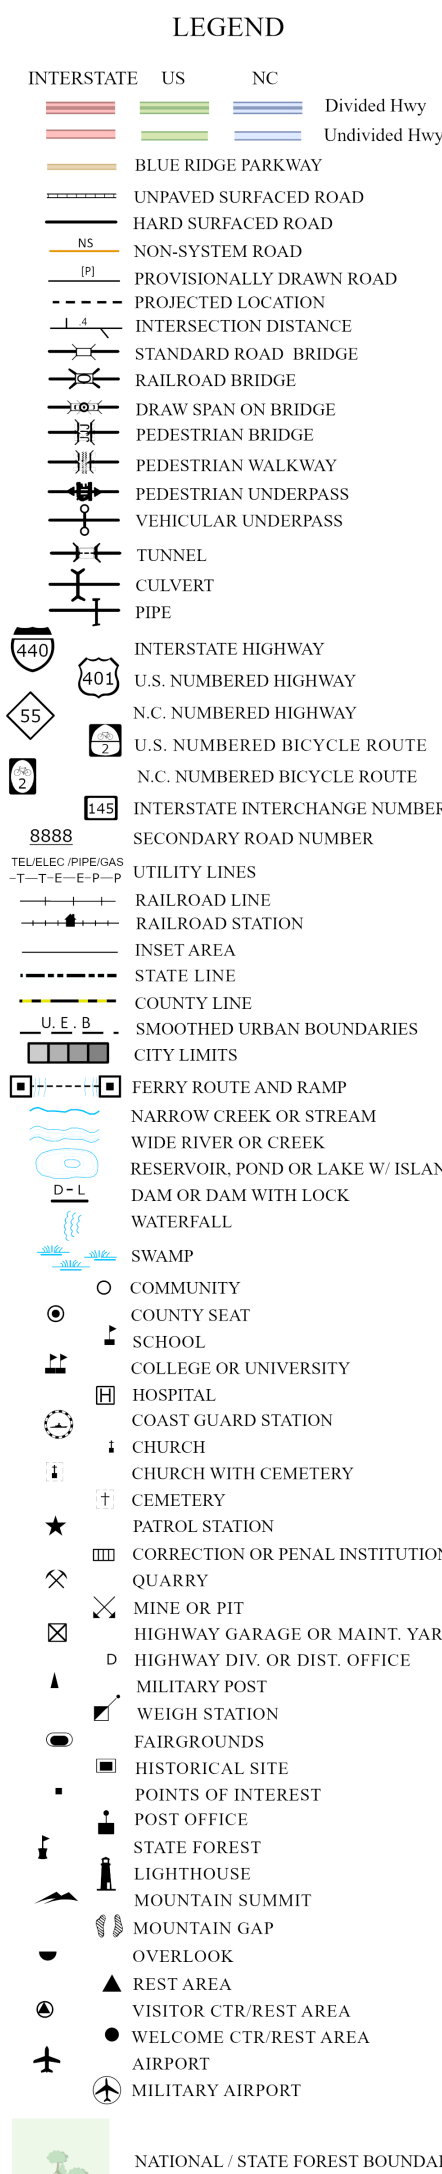 LEGEND
INTERSTATE US NC
Divided Hwy
Undivided Hwy
BLUE RIDGE PARKWAY
UNPAVED SURFACED ROAD
HARD SURFACED ROAD
NS NON-SYSTEM ROAD
[P] PROVISIONALLY DRAWN ROAD
PROJECTED LOCATION
.4 INTERSECTION DISTANCE
STANDARD ROAD BRIDGE
RAILROAD BRIDGE
DRAW SPAN ON BRIDGE
PEDESTRIAN BRIDGE
PEDESTRIAN WALKWAY
PEDESTRIAN UNDERPASS
VEHICULAR UNDERPASS
TUNNEL
CULVERT
PIPE
440 INTERSTATE HIGHWAY
401 U.S. NUMBERED HIGHWAY
55 N.C. NUMBERED HIGHWAY
2 U.S. NUMBERED BICYCLE ROUTE
2 N.C. NUMBERED BICYCLE ROUTE
145 INTERSTATE INTERCHANGE NUMBER
8888 SECONDARY ROAD NUMBER
TEL/ELEC /PIPE/GAS
–T—T–E—E–P—P UTILITY LINES
RAILROAD LINE
RAILROAD STATION
INSET AREA
STATE LINE
COUNTY LINE
U. E. B SMOOTHED URBAN BOUNDARIES
CITY LIMITS
FERRY ROUTE AND RAMP
NARROW CREEK OR STREAM
WIDE RIVER OR CREEK
RESERVOIR, POND OR LAKE W/ ISLAN
D-L DAM OR DAM WITH LOCK
WATERFALL
SWAMP
COMMUNITY
COUNTY SEAT
SCHOOL
COLLEGE OR UNIVERSITY
H HOSPITAL
COAST GUARD STATION
CHURCH
CHURCH WITH CEMETERY
CEMETERY
PATROL STATION
CORRECTION OR PENAL INSTITUTION
QUARRY
MINE OR PIT
HIGHWAY GARAGE OR MAINT. YAR
D HIGHWAY DIV. OR DIST. OFFICE
MILITARY POST
WEIGH STATION
FAIRGROUNDS
HISTORICAL SITE
POINTS OF INTEREST
POST OFFICE
STATE FOREST
LIGHTHOUSE
MOUNTAIN SUMMIT
MOUNTAIN GAP
OVERLOOK
REST AREA
VISITOR CTR/REST AREA
WELCOME CTR/REST AREA
AIRPORT
MILITARY AIRPORT
NATIONAL / STATE FOREST BOUNDA